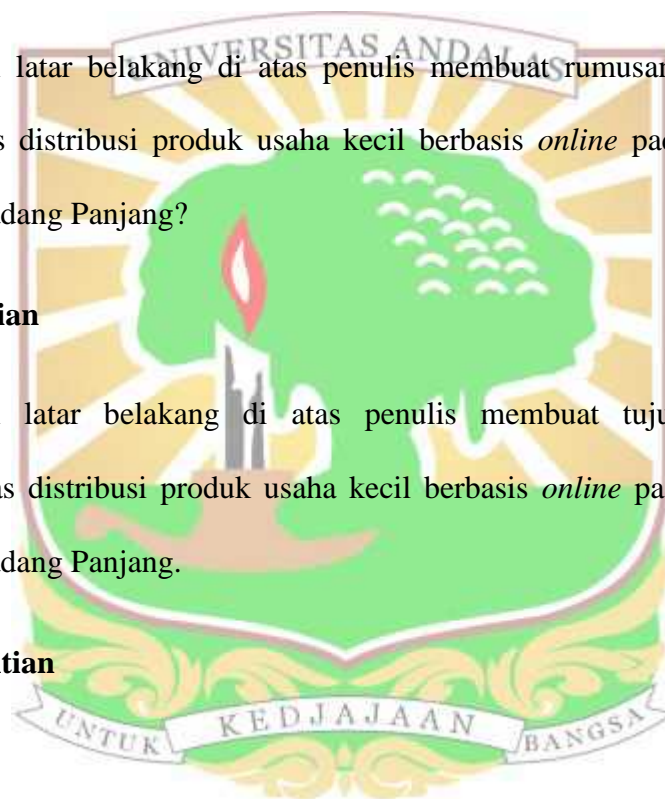 UNIVERSITAS ANDALAS
latar belakang di atas penulis membuat rumusan
s distribusi produk usaha kecil berbasis online pa
dang Panjang?
ian
latar belakang di atas penulis membuat tuju
as distribusi produk usaha kecil berbasis online pa
dang Panjang.
tian
UNTUK KEDJAJAAN BANGSA